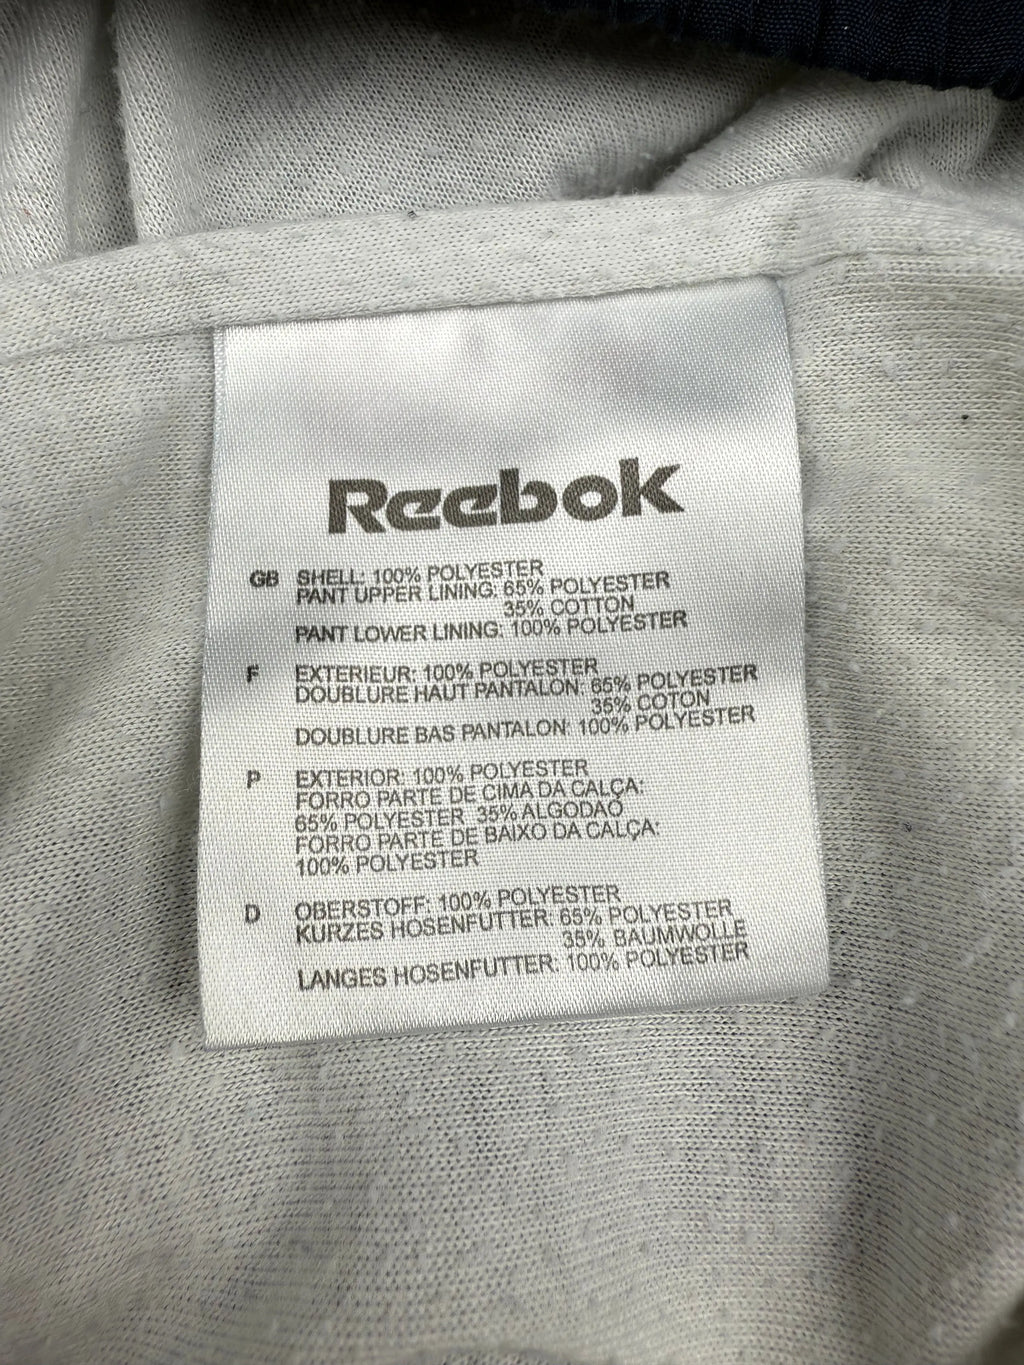 Reebok
GB SHELL: 100% POLYESTER
PANT UPPER LINING: 65% POLYESTER
35% COTTON
PANT LOWER LINING: 100% POLYESTER
F EXTERIEUR: 100% POLYESTER
DOUBLURE HAUT PANTALON: 65% POLYESTER
35% COTON
DOUBLURE BAS PANTALON: 100% POLYESTER
P EXTERIOR: 100% POLYESTER
FORRO PARTE DE CIMA DA CALÇA:
65% POLYESTER 35% ALGODAO
FORRO PARTE DE BAIXO DA CALÇA:
100% POLYESTER
D OBERSTOFF: 100% POLYESTER
KURZES HOSENFUTTER: 65% POLYESTER
35% BAUMWOLLE
LANGES HOSENFUTTER: 100% POLYESTER